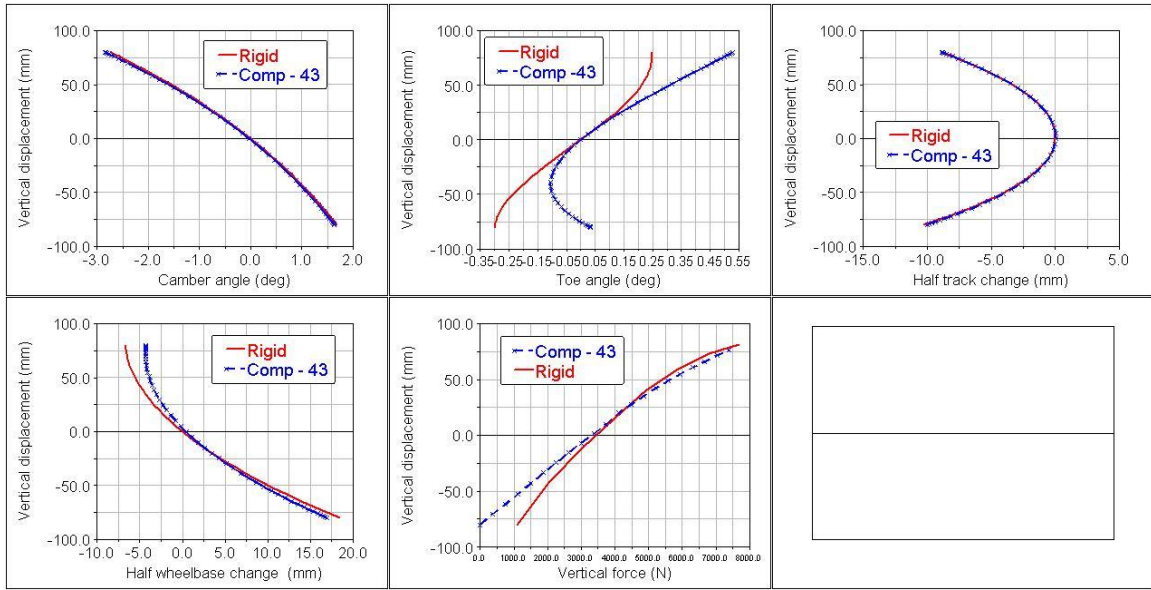 100.0
50.0
0.0
-50.0
-100.0
Vertical displacement (mm)
Rigid
Comp - 43
-3.0 -2.0 -1.0 0.0 1.0 2.0
Camber angle (deg)
100.0
50.0
0.0
-50.0
-100.0
Vertical displacement (mm)
Rigid
Comp -43
-0.35 -0.25 -0.15 -0.05 0.05 0.15 0.25 0.35 0.45 0.55
Toe angle (deg)
100.0
50.0
0.0
-50.0
-100.0
Vertical displacement (mm)
Rigid
Comp - 43
-15.0 -10.0 -5.0 0.0 5.0
Half track change (mm)
100.0
50.0
0.0
-50.0
-100.0
Vertical displacement (mm)
Rigid
Comp - 43
-10.0 -5.0 0.0 5.0 10.0 15.0 20.0
Half wheelbase change (mm)
100.0
50.0
0.0
-50.0
-100.0
Vertical displacement (mm)
Comp - 43
Rigid
0.0 1000.0 2000.0 3000.0 4000.0 5000.0 6000.0 7000.0 8000.0
Vertical force (N)